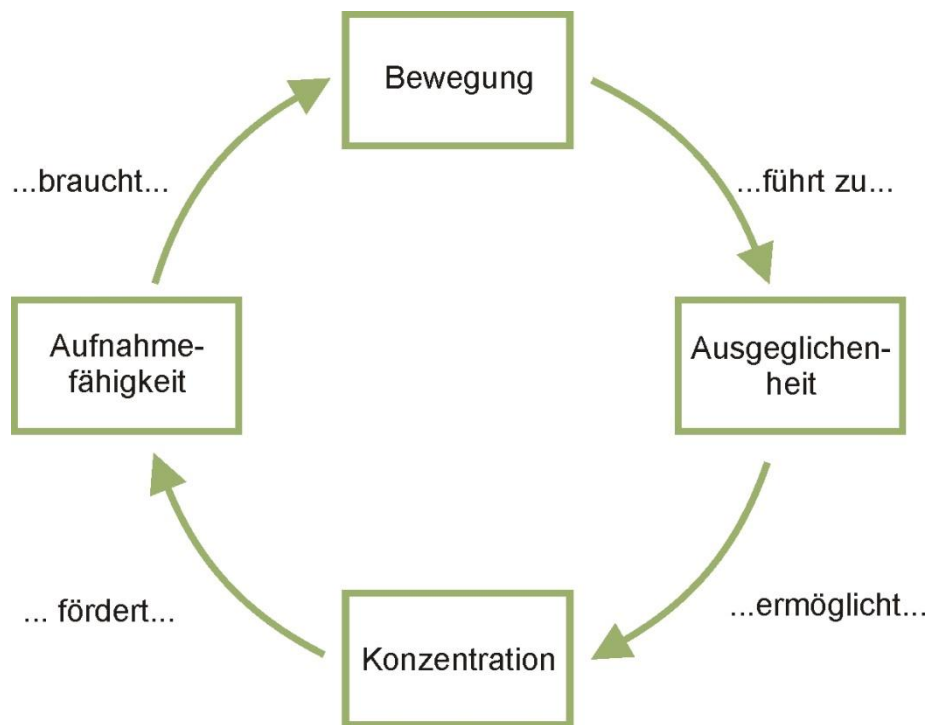 Bewegung
...braucht...
...führt zu...
Aufnahme-
fähigkeit
Ausgeglichen-
heit
... fördert...
...ermöglicht...
Konzentration